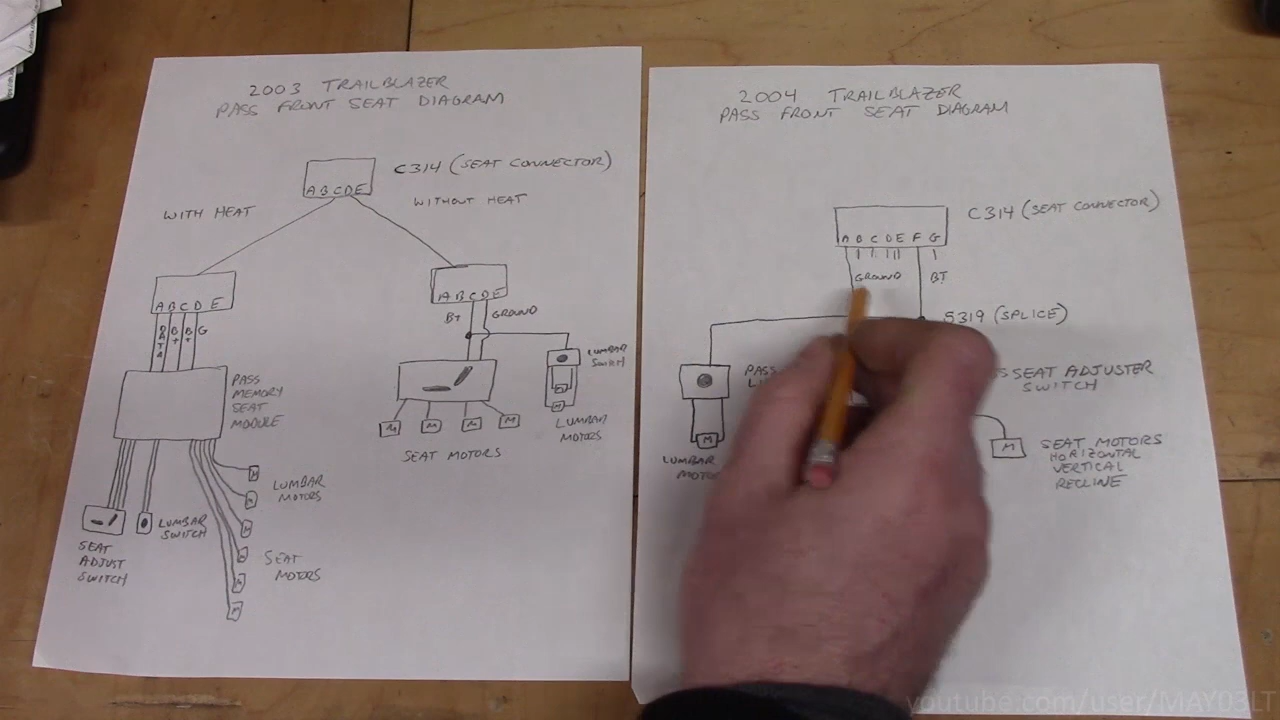 2003 TRAILBLAZER
PASS FRONT SEAT DIAGRAM
C314 (SEAT CONNECTOR)
A B C D E
WITH HEAT
WITHOUT HEAT
A B C D E
DATA
B+
B+
G
PASS
MEMORY
SEAT
MODULE
LUMBAR
MOTORS
M
M
M
M
M
M
SEAT
MOTORS
LUMBAR
SWITCH
SEAT
ADJUST
SWITCH
A B C D E
B+
GROUND
LUMBAR
SWITCH
M
M
LUMBAR
MOTORS
M
M
M
M
SEAT MOTORS
2004 TRAILBLAZER
PASS FRONT SEAT DIAGRAM
C314 (SEAT CONNECTOR)
A B C D E F G
GROUND
B+
S319 (SPLICE)
PAS
M
LUMBAR
SEAT ADJUSTER
SWITCH
M
SEAT MOTORS
HORIZONTAL
VERTICAL
RECLINE
youtube.com/user/MAY03LT